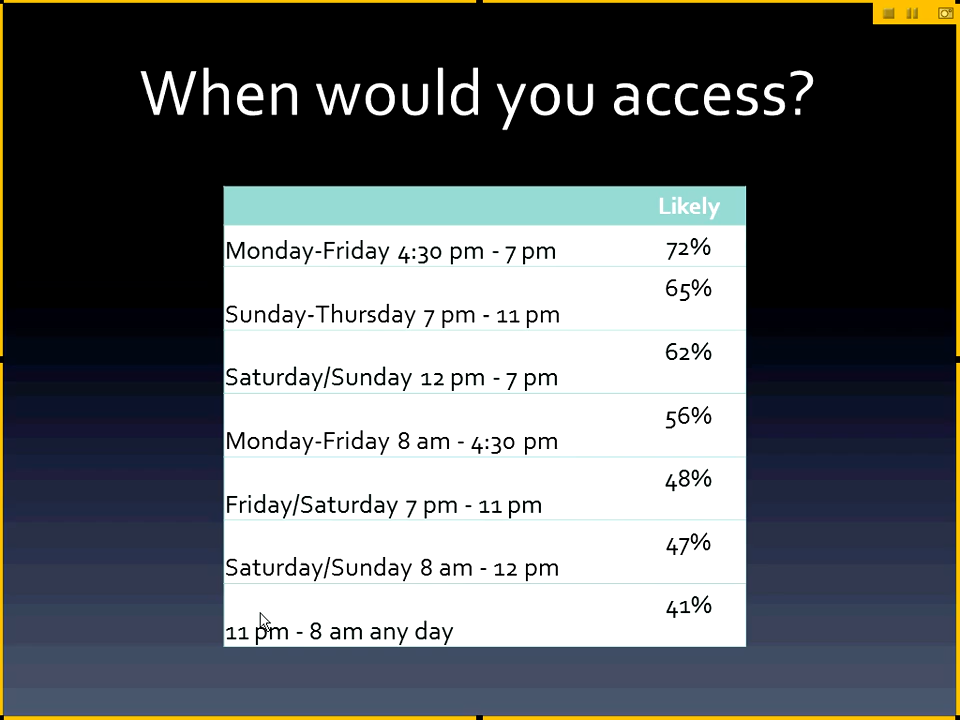 When would you access?
Likely
Monday-Friday 4:30 pm - 7 pm 72%
Sunday-Thursday 7 pm - 11 pm 65%
Saturday/Sunday 12 pm - 7 pm 62%
Monday-Friday 8 am - 4:30 pm 56%
Friday/Saturday 7 pm - 11 pm 48%
Saturday/Sunday 8 am - 12 pm 47%
11 pm - 8 am any day 41%